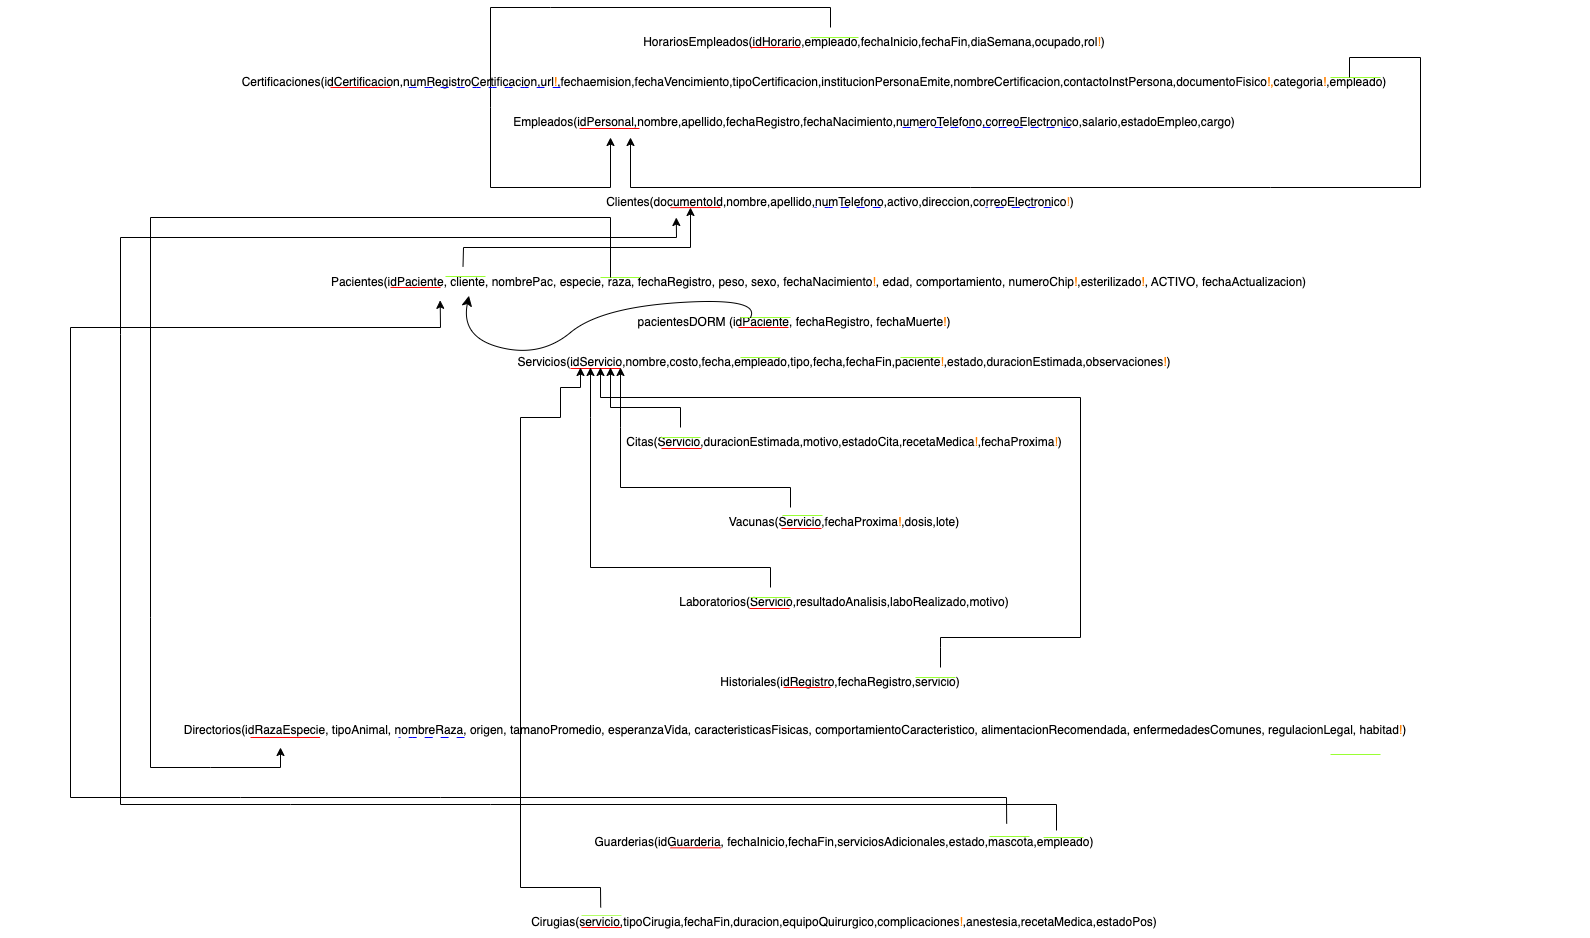 HorariosEmpleados(idHorario,empleado,fechaInicio,fechaFin,diaSemana,ocupado,rol!)
Certificaciones(idCertificacion,numRegistroCertificacion,url!,fechaemision,fechaVencimiento,tipoCertificacion,institucionPersonaEmite,nombreCertificacion,contactoInstPersona,documentoFisico!,categoria!,empleado)
Empleados(idPersonal,nombre,apellido,fechaRegistro,fechaNacimiento,numeroTelefono,correoElectronico,salario,estadoEmpleo,cargo)
Clientes(documentoId,nombre,apellido,numTelefono,activo,direccion,correoElectronico!)
Pacientes(idPaciente, cliente, nombrePac, especie, raza, fechaRegistro, peso, sexo, fechaNacimiento!, edad, comportamiento, numeroChip!,esterilizado!, ACTIVO, fechaActualizacion)
pacientesDORM (idPaciente, fechaRegistro, fechaMuerte!)
Servicios(idServicio,nombre,costo,fecha,empleado,tipo,fecha,fechaFin,paciente!,estado,duracionEstimada,observaciones!)
Citas(Servicio,duracionEstimada,motivo,estadoCita,recetaMedica!,fechaProxima!)
Vacunas(Servicio,fechaProxima!,dosis,lote)
Laboratorios(Servicio,resultadoAnalisis,laboRealizado,motivo)
Historiales(idRegistro,fechaRegistro,servicio)
Directorios(idRazaEspecie, tipoAnimal, nombreRaza, origen, tamanoPromedio, esperanzaVida, caracteristicasFisicas, comportamientoCaracteristico, alimentacionRecomendada, enfermedadesComunes, regulacionLegal, habitad!)
Guarderias(idGuarderia, fechaInicio,fechaFin,serviciosAdicionales,estado,mascota,empleado)
Cirugias(servicio,tipoCirugia,fechaFin,duracion,equipoQuirurgico,complicaciones!,anestesia,recetaMedica,estadoPos)